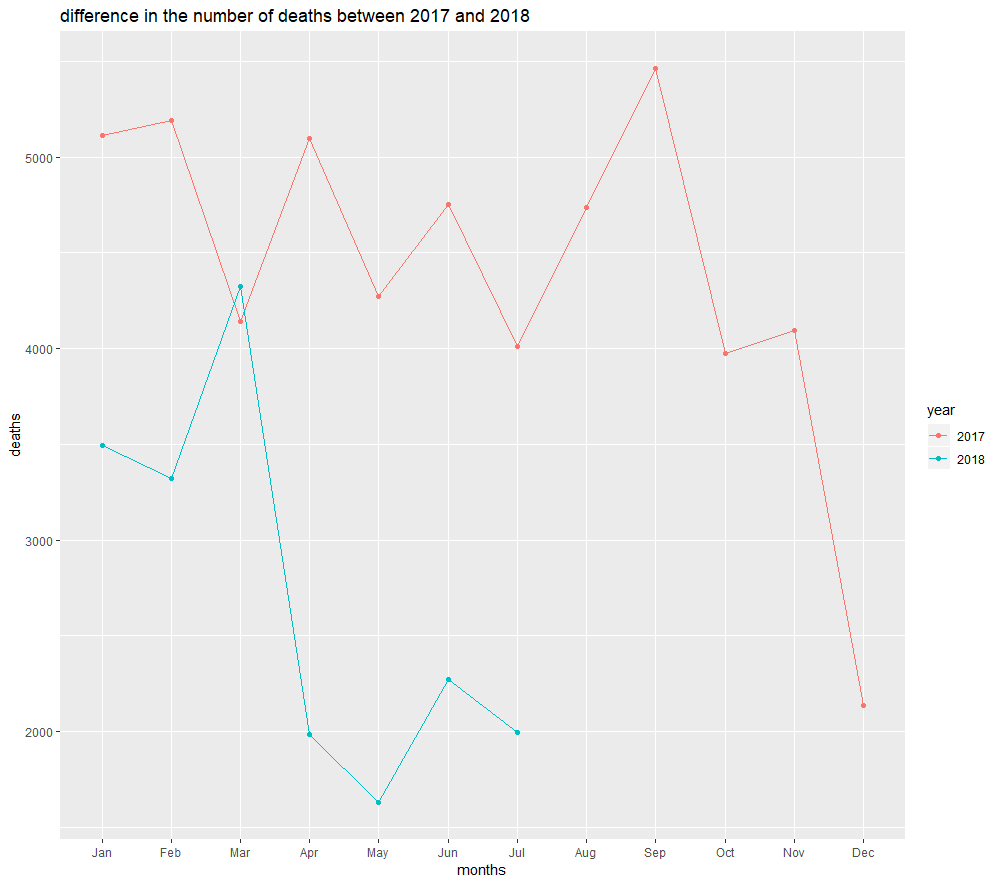 difference in the number of deaths between 2017 and 2018
5000
4000
3000
2000
deaths
Jan Feb Mar Apr May Jun Jul Aug Sep Oct Nov Dec
months
year
2017
2018